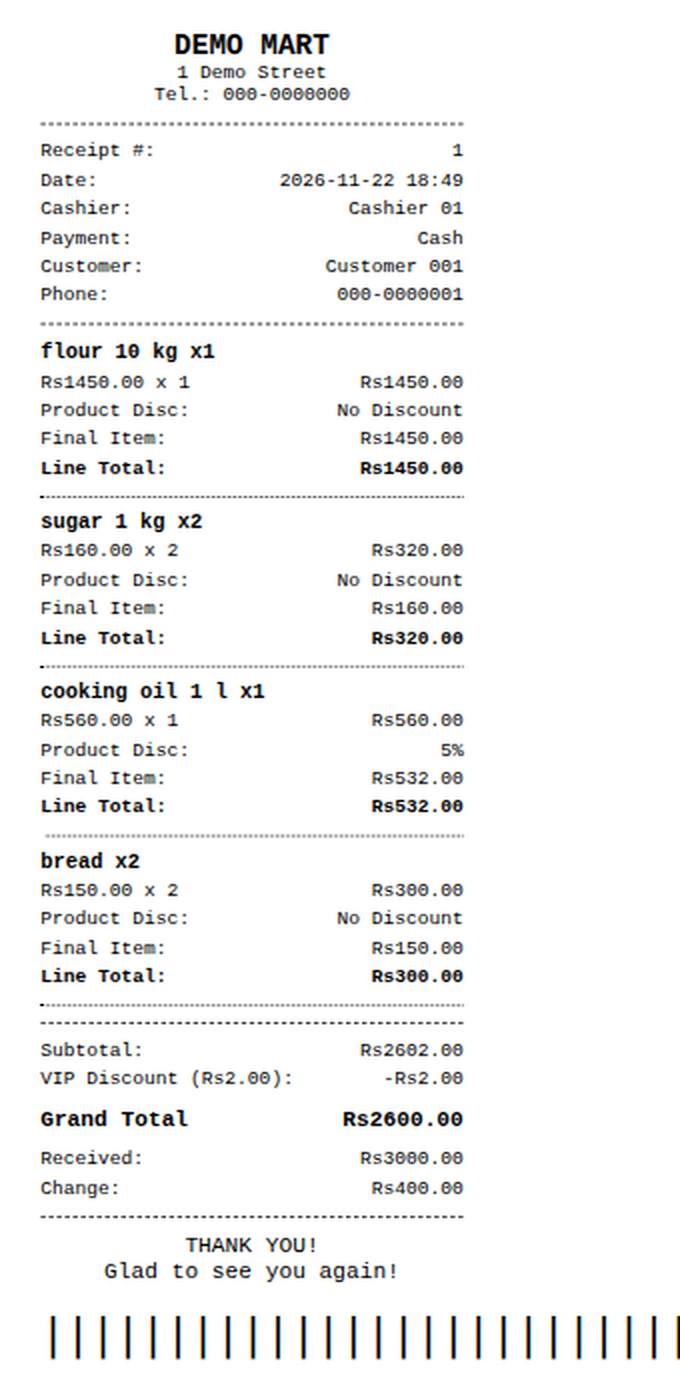 DEMO MART
1 Demo Street
Tel.: 000-0000000
Receipt #: 1
Date: 2026-11-22 18:49
Cashier: Cashier 01
Payment: Cash
Customer: Customer 001
Phone: 000-0000001
flour 10 kg x1
Rs1450.00 x 1 Rs1450.00
Product Disc: No Discount
Final Item: Rs1450.00
Line Total: Rs1450.00
sugar 1 kg x2
Rs160.00 x 2 Rs320.00
Product Disc: No Discount
Final Item: Rs160.00
Line Total: Rs320.00
cooking oil 1 l x1
Rs560.00 x 1 Rs560.00
Product Disc: 5%
Final Item: Rs532.00
Line Total: Rs532.00
bread x2
Rs150.00 x 2 Rs300.00
Product Disc: No Discount
Final Item: Rs150.00
Line Total: Rs300.00
Subtotal: Rs2602.00
VIP Discount (Rs2.00): -Rs2.00
Grand Total Rs2600.00
Received: Rs3000.00
Change: Rs400.00
THANK YOU!
Glad to see you again!